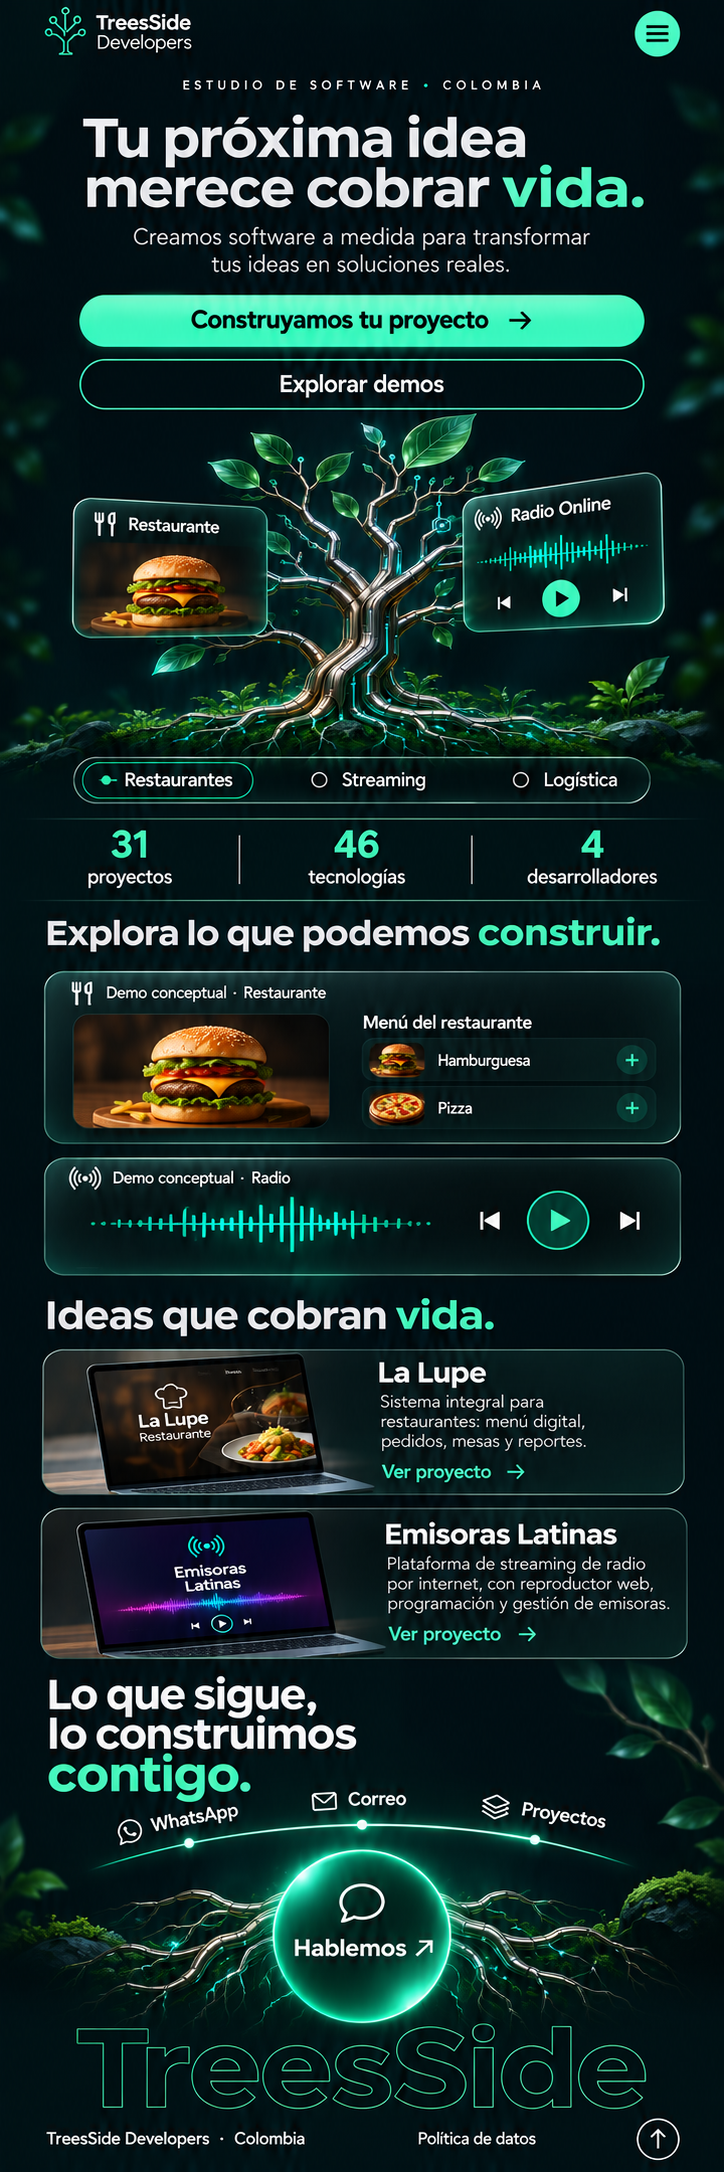 TreesSide
Developers
ESTUDIO DE SOFTWARE • COLOMBIA
Tu próxima idea
merece cobrar vida.
Creamos software a medida para transformar
tus ideas en soluciones reales.
Construyamos tu proyecto →
Explorar demos
Restaurante
Radio Online
Restaurantes
Streaming
Logística
31
proyectos
46
tecnologías
4
desarrolladores
Explora lo que podemos construir.
Demo conceptual · Restaurante
Menú del restaurante
Hamburguesa
Pizza
Demo conceptual · Radio
Ideas que cobran vida.
La Lupe
Restaurante
La Lupe
Sistema integral para
restaurantes: menú digital,
pedidos, mesas y reportes.
Ver proyecto →
Emisoras
Latinas
Emisoras Latinas
Plataforma de streaming de radio
por internet, con reproductor web,
programación y gestión de emisoras.
Ver proyecto →
Lo que sigue,
lo construimos
contigo.
WhatsApp
Correo
Proyectos
Hablemos ↗
TreesSide
TreesSide Developers · Colombia
Política de datos